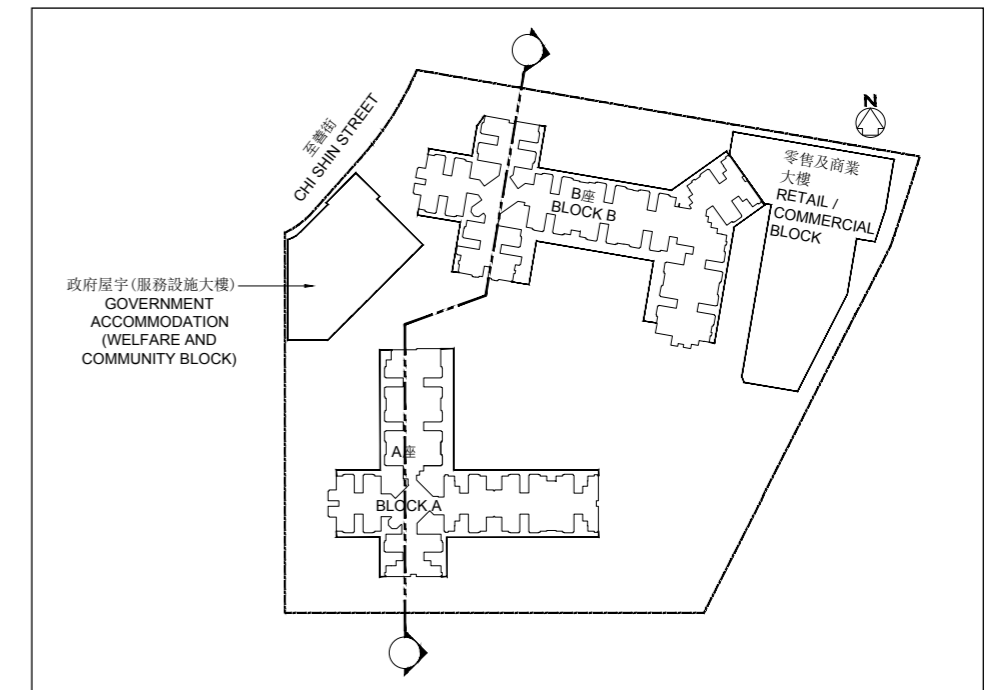 N
至善街
CHI SHIN STREET
零售及商業
大樓
RETAIL /
COMMERCIAL
BLOCK
B座
BLOCK B
政府屋宇(服務設施大樓)
GOVERNMENT
ACCOMMODATION
(WELFARE AND
COMMUNITY BLOCK)
A座
BLOCK A